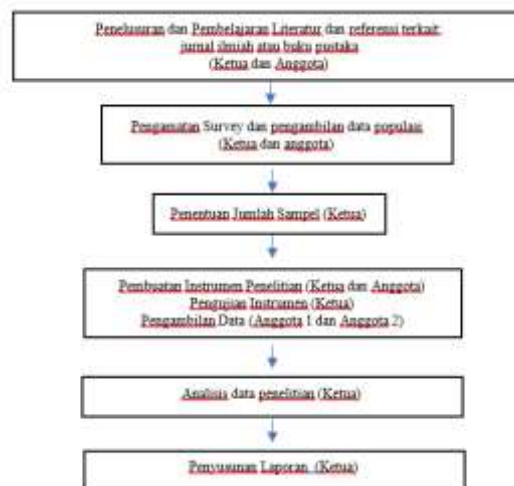 Penelusuran dan Pembelajaran Literatur dan referensi terkait:
jurnal ilmiah atau buku pustaka
(Ketua dan Anggota)
Pengamatan Survey dan pengambilan data populasi
(Ketua dan anggota)
Penentuan Jumlah Sampel (Ketua)
Pembuatan Instrumen Penelitian (Ketua dan Anggota)
Pengujian Instrumen (Ketua)
Pengambilan Data (Anggota 1 dan Anggota 2)
Analisis data penelitian (Ketua)
Penyusunan Laporan (Ketua)